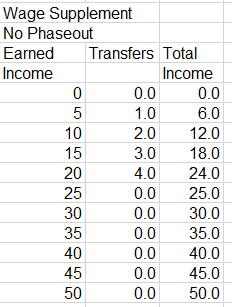 Wage Supplement
No Phaseout
Earned Transfers Total
Income Income
0 0.0 0.0
5 1.0 6.0
10 2.0 12.0
15 3.0 18.0
20 4.0 24.0
25 0.0 25.0
30 0.0 30.0
35 0.0 35.0
40 0.0 40.0
45 0.0 45.0
50 0.0 50.0